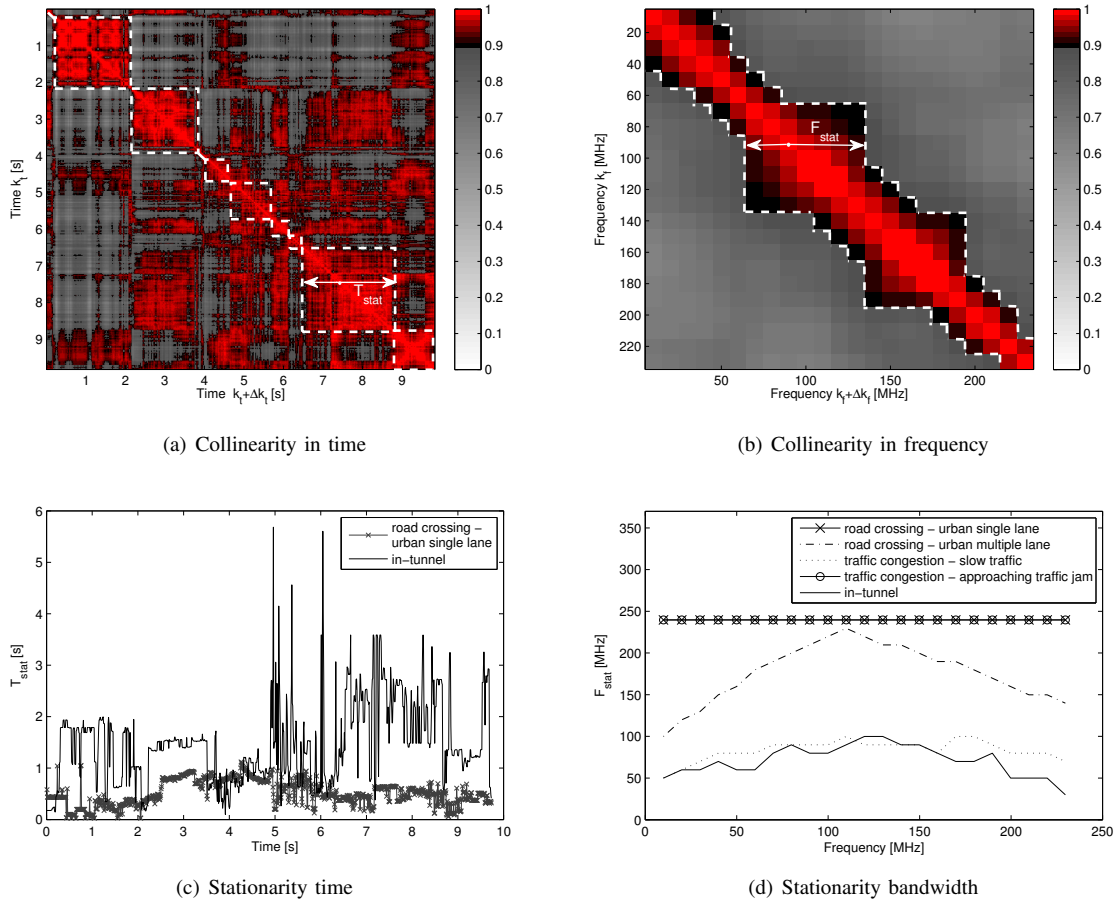 1
2
3
4
5
6
7
8
9
Time k_t [s]
1 2 3 4 5 6 7 8 9
Time k_t+Δk_t [s]
T_stat
1
0.9
0.8
0.7
0.6
0.5
0.4
0.3
0.2
0.1
0
(a) Collinearity in time
20
40
60
80
100
120
140
160
180
200
220
Frequency k_f [MHz]
50 100 150 200
Frequency k_f+Δk_f [MHz]
F_stat
1
0.9
0.8
0.7
0.6
0.5
0.4
0.3
0.2
0.1
0
(b) Collinearity in frequency
6
5
4
3
2
1
0
T_stat [s]
0 1 2 3 4 5 6 7 8 9 10
Time [s]
road crossing −
urban single lane
in−tunnel
(c) Stationarity time
350
300
250
200
150
100
50
0
F_stat [MHz]
0 50 100 150 200 250
Frequency [MHz]
road crossing − urban single lane
road crossing − urban multiple lane
traffic congestion − slow traffic
traffic congestion − approaching traffic jam
in−tunnel
(d) Stationarity bandwidth